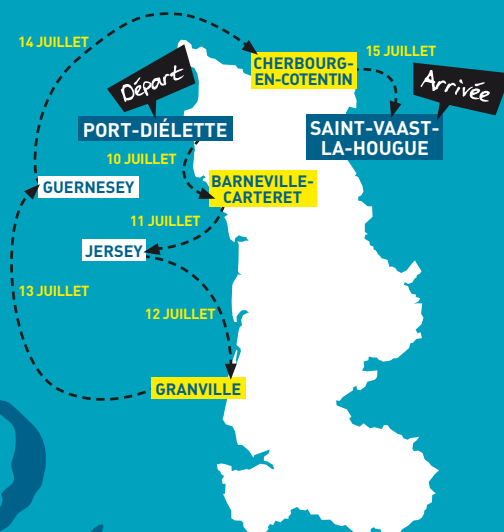 14 JUILLET
15 JUILLET
CHERBOURG-
EN-COTENTIN
Départ
Arrivée
PORT-DIÉLETTE
SAINT-VAAST-
LA-HOUGUE
10 JUILLET
GUERNESEY
BARNEVILLE-
CARTERET
11 JUILLET
JERSEY
13 JUILLET
12 JUILLET
GRANVILLE